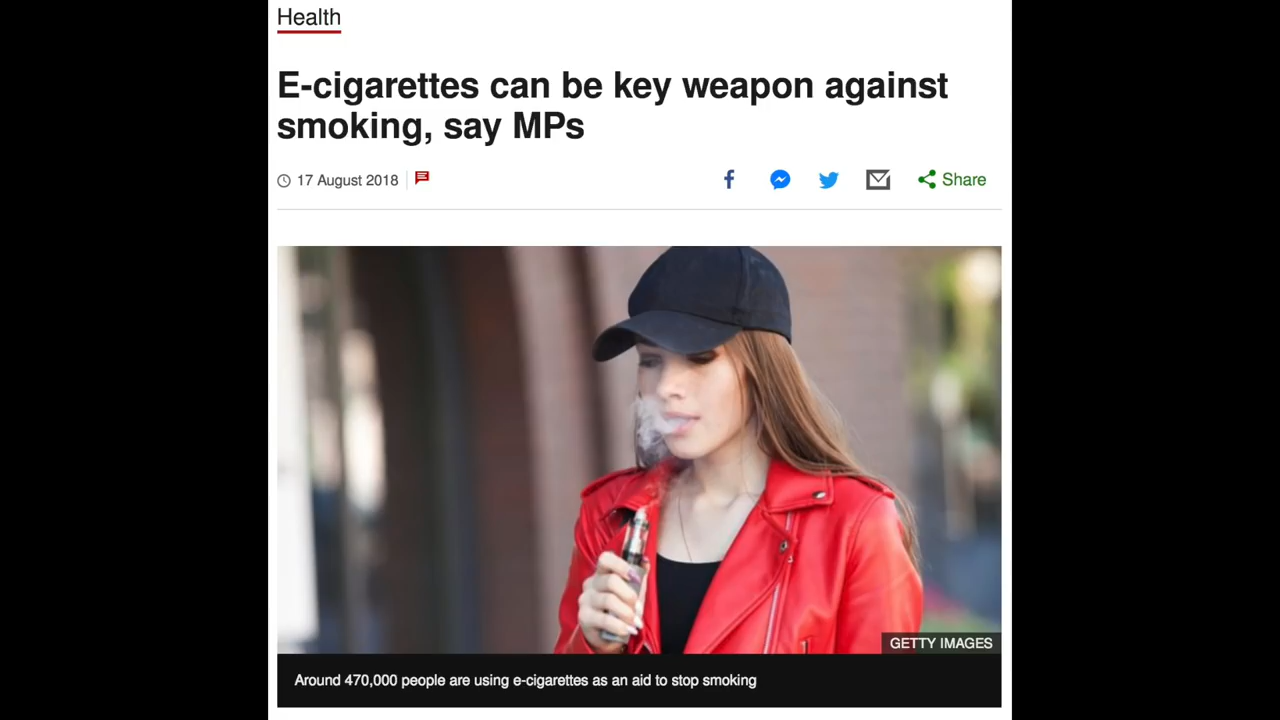 Health
E-cigarettes can be key weapon against
smoking, say MPs
17 August 2018
Share
GETTY IMAGES
Around 470,000 people are using e-cigarettes as an aid to stop smoking